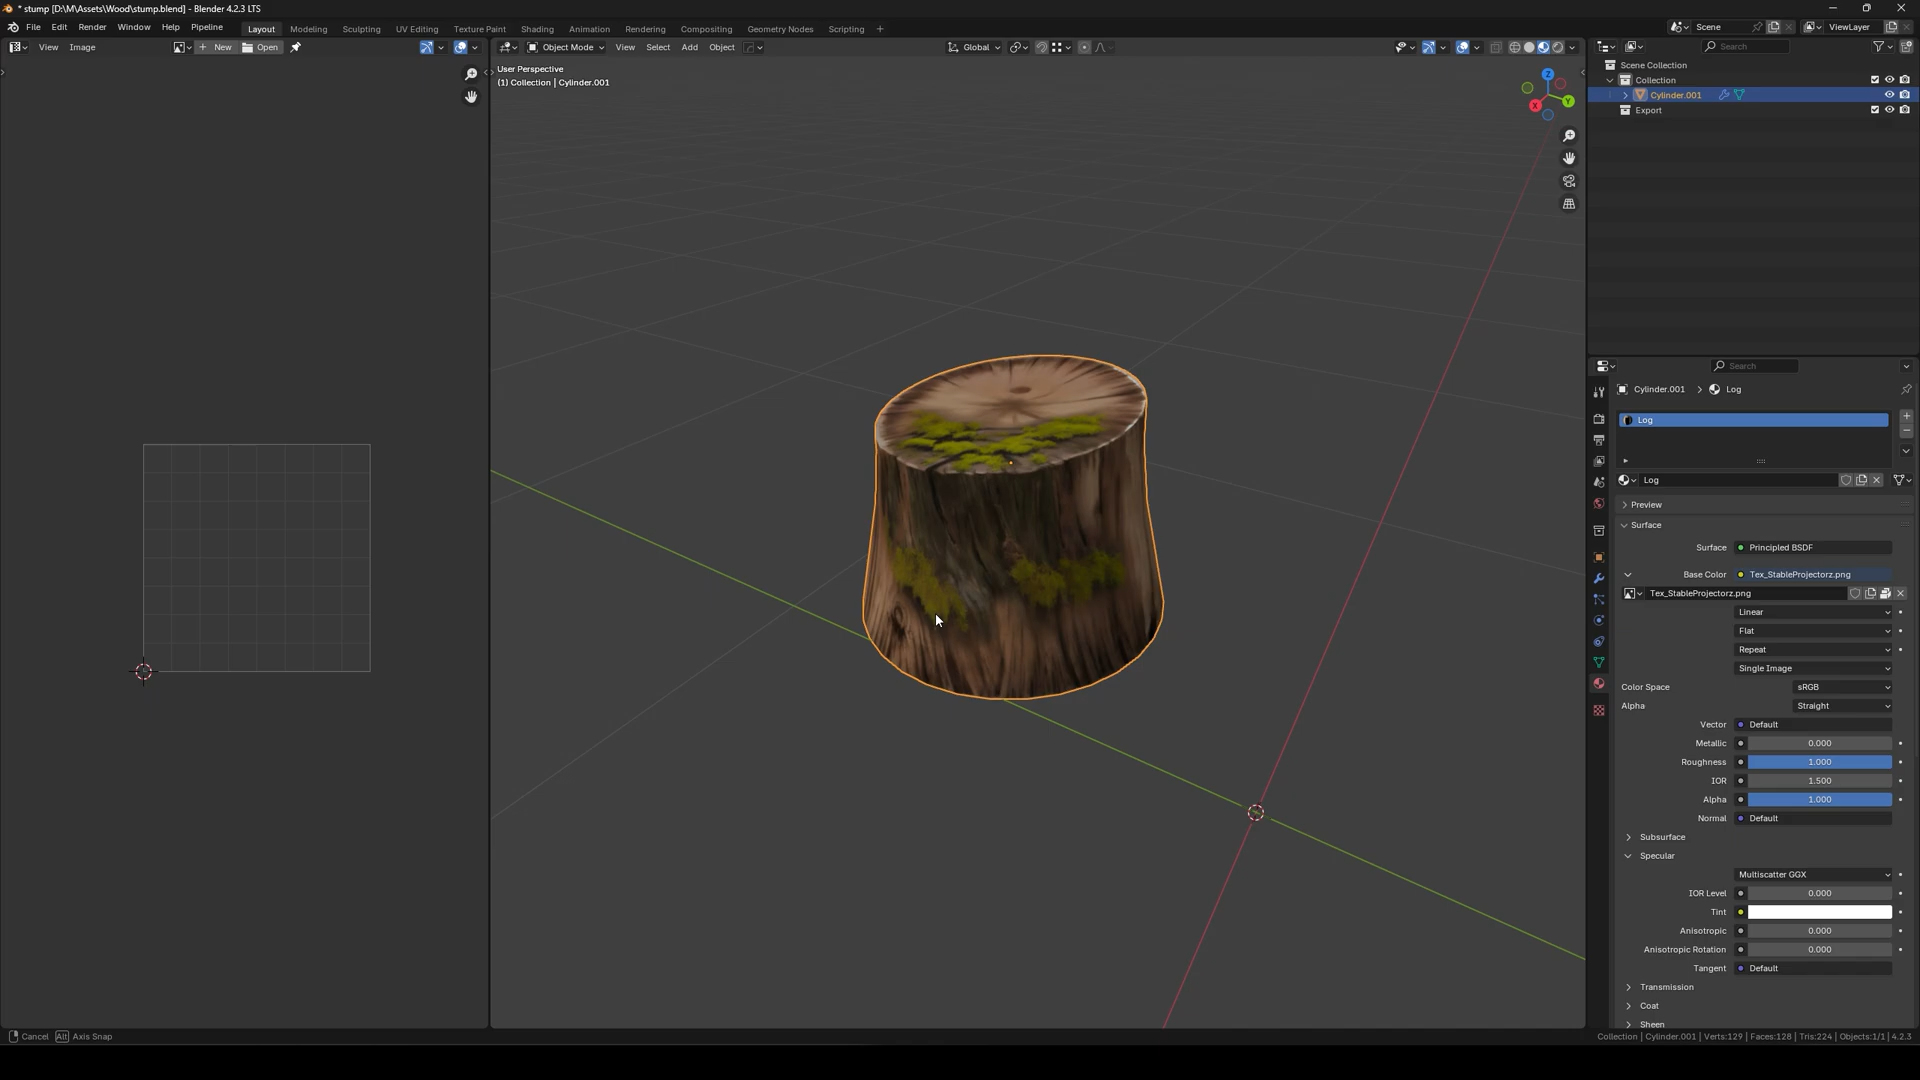 * stump [D:\M\Assets\Wood\stump.blend] - Blender 4.2.3 LTS
File Edit Render Window Help Pipeline Layout Modeling Sculpting UV Editing Texture Paint Shading Animation Rendering Compositing Geometry Nodes Scripting + Scene ViewLayer
View Image + New Open Object Mode View Select Add Object Global Search
User Perspective
(1) Collection | Cylinder.001
Z
Y
X
Scene Collection
Collection
Cylinder.001
Export
Search
Cylinder.001 > Log
Log
Log
Preview
Surface
Surface Principled BSDF
Base Color Tex_StableProjectorz.png
Tex_StableProjectorz.png
Linear
Flat
Repeat
Single Image
Color Space sRGB
Alpha Straight
Vector Default
Metallic 0.000
Roughness 1.000
IOR 1.500
Alpha 1.000
Normal Default
Subsurface
Specular
Multiscatter GGX
IOR Level 0.000
Tint
Anisotropic 0.000
Anisotropic Rotation 0.000
Tangent Default
Transmission
Coat
Sheen
Cancel Alt Axis Snap
Collection | Cylinder.001 | Verts:129 | Faces:128 | Tris:224 | Objects:1/1 | 4.2.3